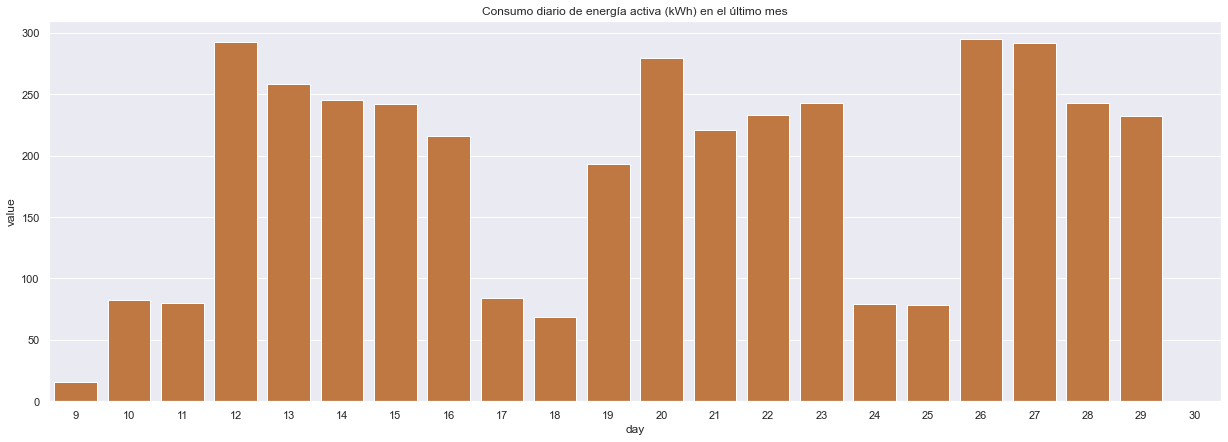 Consumo diario de energía activa (kWh) en el último mes
value
300
250
200
150
100
50
0
9 10 11 12 13 14 15 16 17 18 19 20 21 22 23 24 25 26 27 28 29 30
day